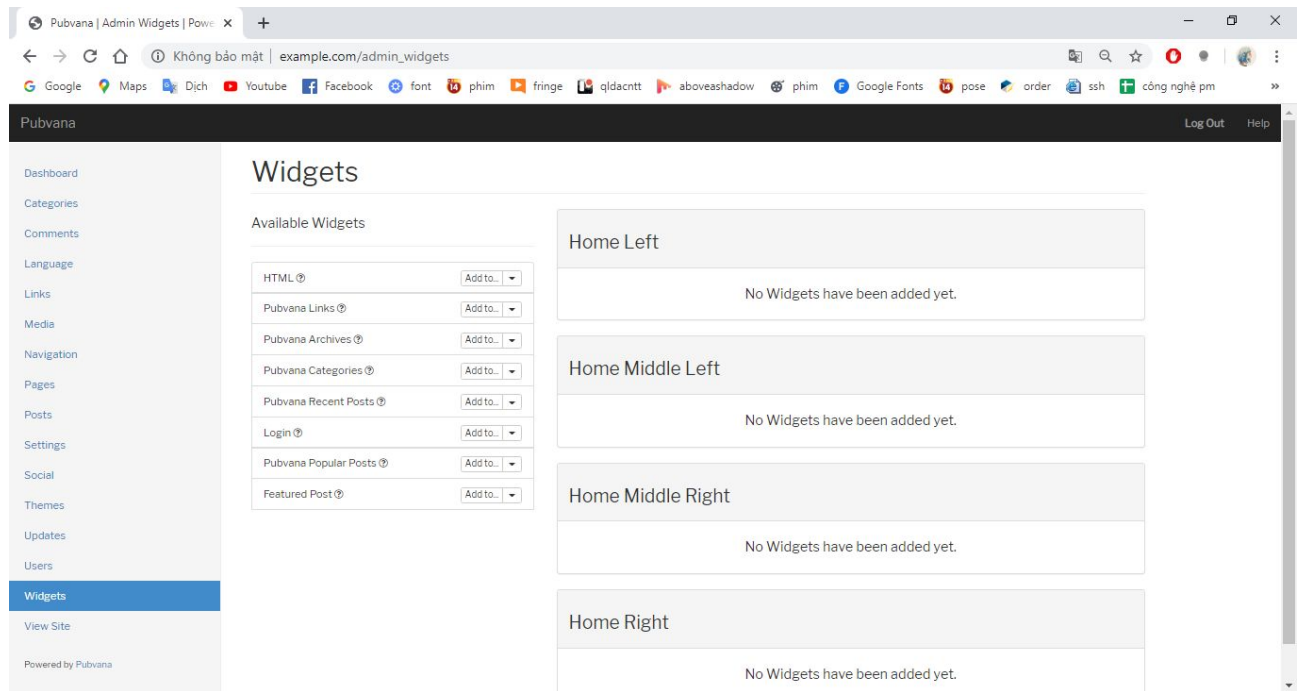 Pubvana | Admin Widgets | Powe
Không bảo mật | example.com/admin_widgets
Google Maps Dịch Youtube Facebook font phim fringe qldacntt aboveashadow phim Google Fonts pose order ssh công nghệ pm »
Pubvana Log Out Help
Dashboard
Categories
Comments
Language
Links
Media
Navigation
Pages
Posts
Settings
Social
Themes
Updates
Users
Widgets
View Site
Powered by Pubvana
Widgets
Available Widgets
HTML Add to...
Pubvana Links Add to...
Pubvana Archives Add to...
Pubvana Categories Add to...
Pubvana Recent Posts Add to...
Login Add to...
Pubvana Popular Posts Add to...
Featured Post Add to...
Home Left
No Widgets have been added yet.
Home Middle Left
No Widgets have been added yet.
Home Middle Right
No Widgets have been added yet.
Home Right
No Widgets have been added yet.